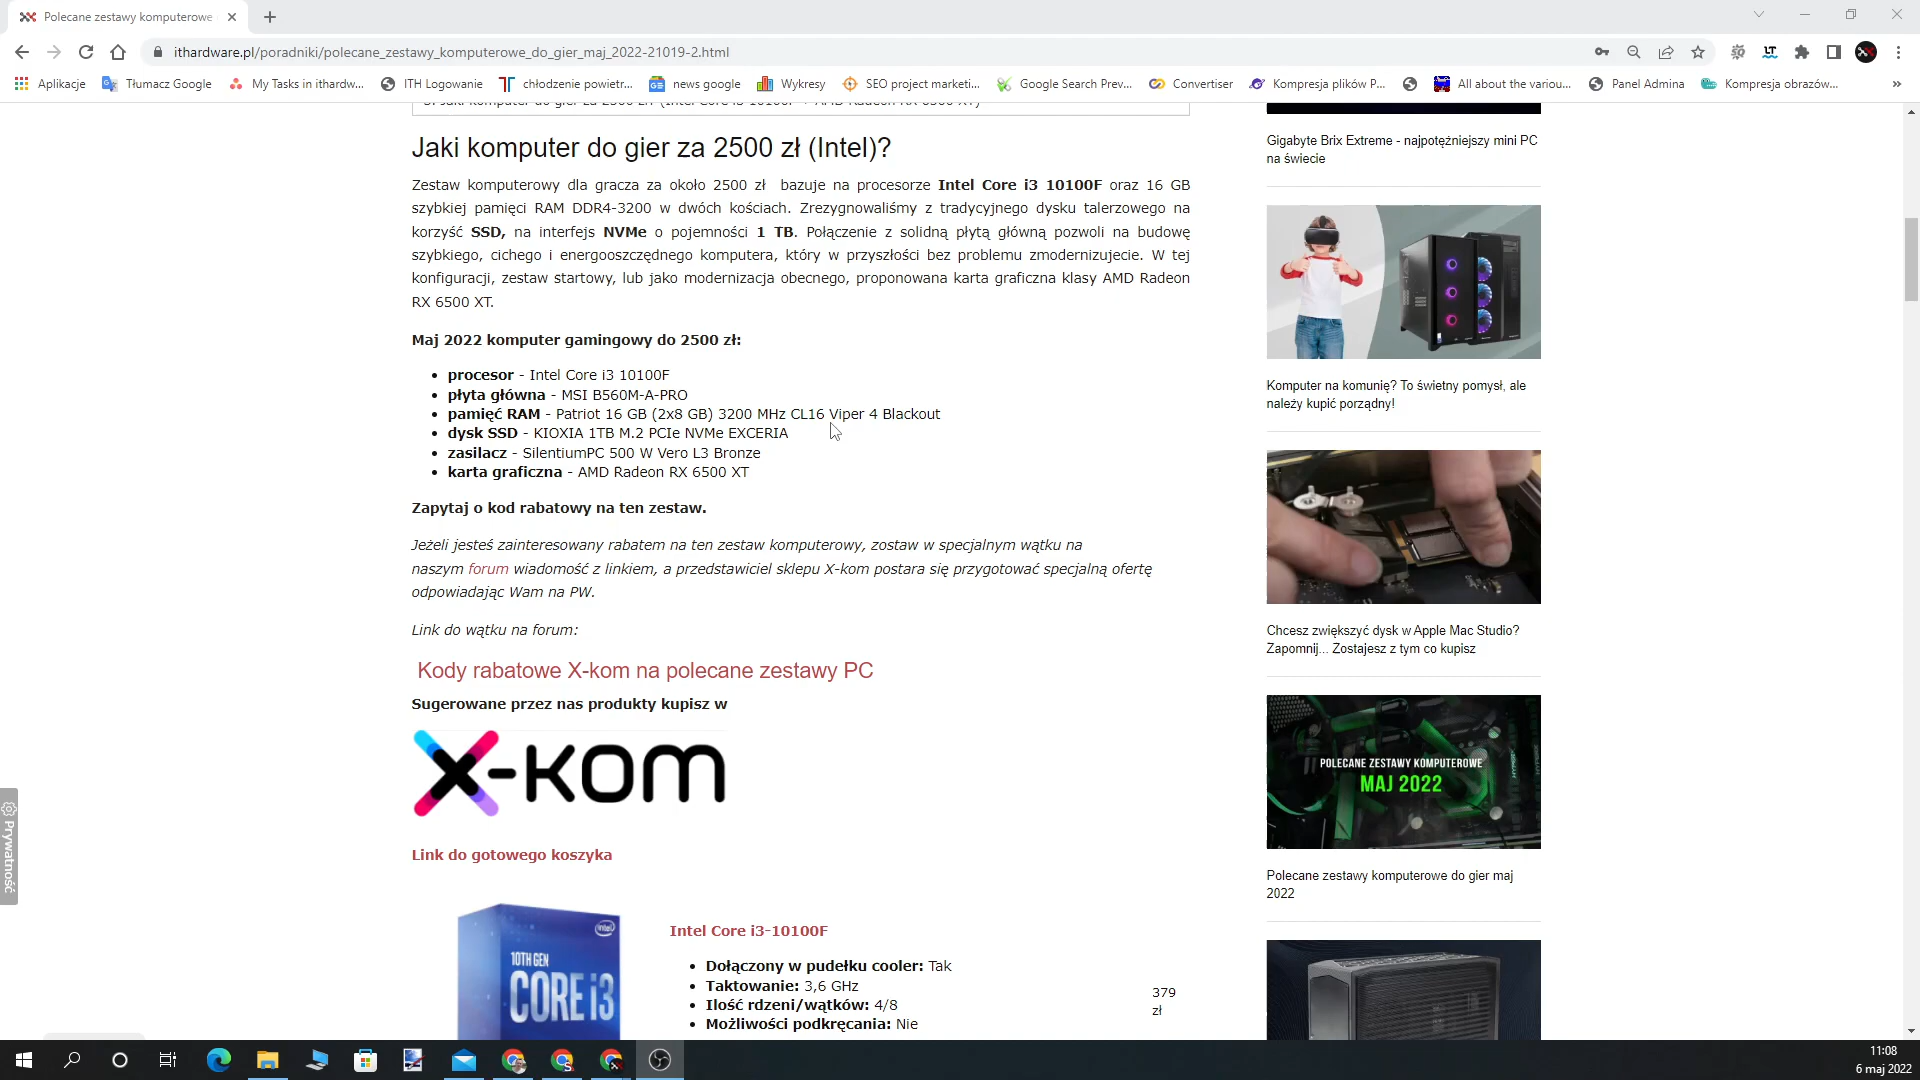 Polecane zestawy komputerowe
ithardware.pl/poradniki/polecane_zestawy_komputerowe_do_gier_maj_2022-21019-2.html
Aplikacje
Tłumacz Google
My Tasks in ithardw...
ITH Logowanie
chłodzenie powietr...
news google
Wykresy
SEO project marketi...
Google Search Prev...
Convertiser
Kompresja plików P...
All about the variou...
Panel Admina
Kompresja obrazów...
»
Jaki komputer do gier za 2500 zł (Intel)?
Zestaw komputerowy dla gracza za około 2500 zł bazuje na procesorze Intel Core i3 10100F oraz 16 GB
szybkiej pamięci RAM DDR4-3200 w dwóch kościach. Zrezygnowaliśmy z tradycyjnego dysku talerzowego na
korzyść SSD, na interfejs NVMe o pojemności 1 TB. Połączenie z solidną płytą główną pozwoli na budowę
szybkiego, cichego i energooszczędnego komputera, który w przyszłości bez problemu zmodernizujecie. W tej
konfiguracji, zestaw startowy, lub jako modernizacja obecnego, proponowana karta graficzna klasy AMD Radeon
RX 6500 XT.
Maj 2022 komputer gamingowy do 2500 zł:
• procesor - Intel Core i3 10100F
• płyta główna - MSI B560M-A-PRO
• pamięć RAM - Patriot 16 GB (2x8 GB) 3200 MHz CL16 Viper 4 Blackout
• dysk SSD - KIOXIA 1TB M.2 PCIe NVMe EXCERIA
• zasilacz - SilentiumPC 500 W Vero L3 Bronze
• karta graficzna - AMD Radeon RX 6500 XT
Zapytaj o kod rabatowy na ten zestaw.
Jeżeli jesteś zainteresowany rabatem na ten zestaw komputerowy, zostaw w specjalnym wątku na
naszym forum wiadomość z linkiem, a przedstawiciel sklepu X-kom postara się przygotować specjalną ofertę
odpowiadając Wam na PW.
Link do wątku na forum:
Kody rabatowe X-kom na polecane zestawy PC
Sugerowane przez nas produkty kupisz w
x-kom
Link do gotowego koszyka
intel
10TH GEN
CORE i3
Intel Core i3-10100F
• Dołączony w pudełku cooler: Tak
• Taktowanie: 3,6 GHz
• Ilość rdzeni/wątków: 4/8
• Możliwości podkręcania: Nie
379
zł
Gigabyte Brix Extreme - najpotężniejszy mini PC
na świecie
Komputer na komunię? To świetny pomysł, ale
należy kupić porządny!
Chcesz zwiększyć dysk w Apple Mac Studio?
Zapomnij... Zostajesz z tym co kupisz
POLECANE ZESTAWY KOMPUTEROWE
MAJ 2022
Polecane zestawy komputerowe do gier maj
2022
Prywatność
11:08
6 maj 2022